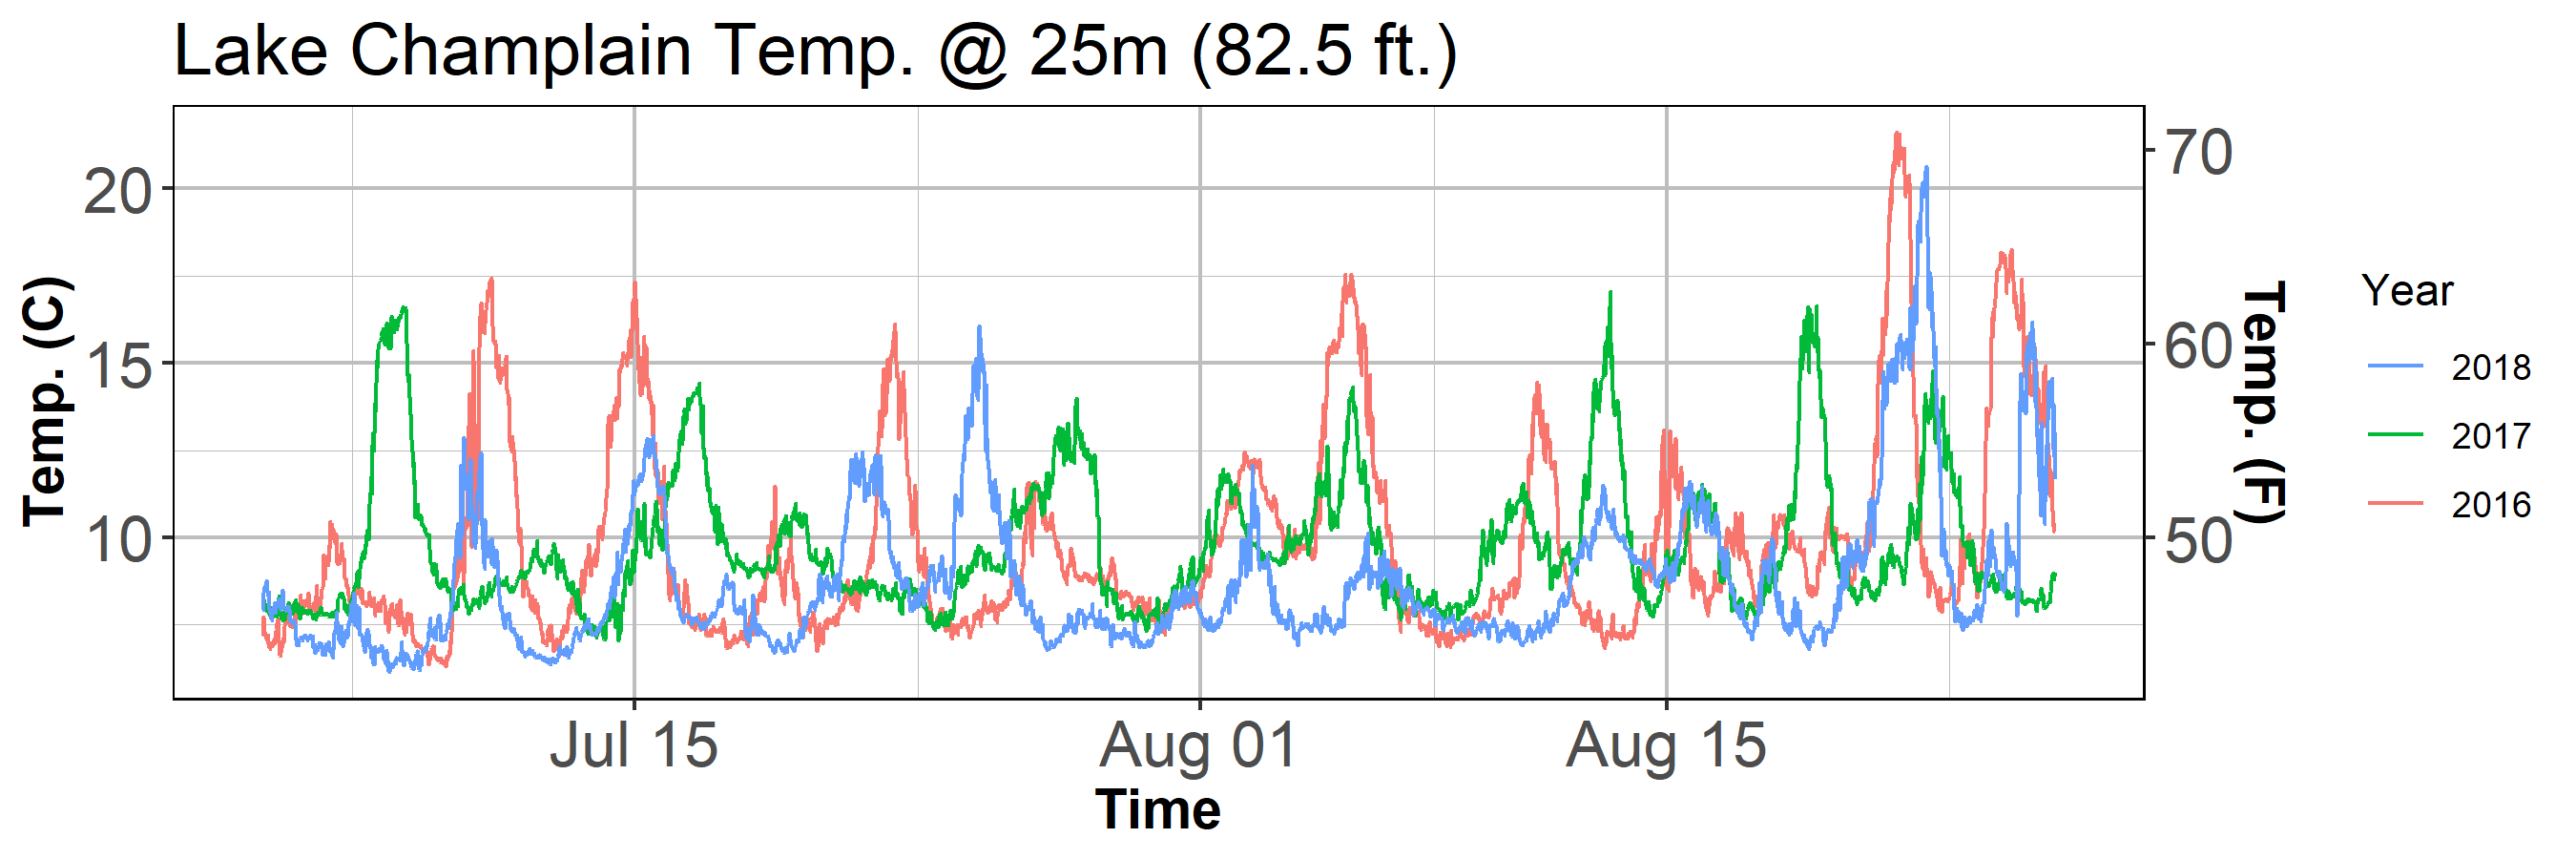 Lake Champlain Temp. @ 25m (82.5 ft.)
Temp. (C)
20
15
10
70
60
50
Temp. (F)
Jul 15
Aug 01
Aug 15
Time
Year
2018
2017
2016